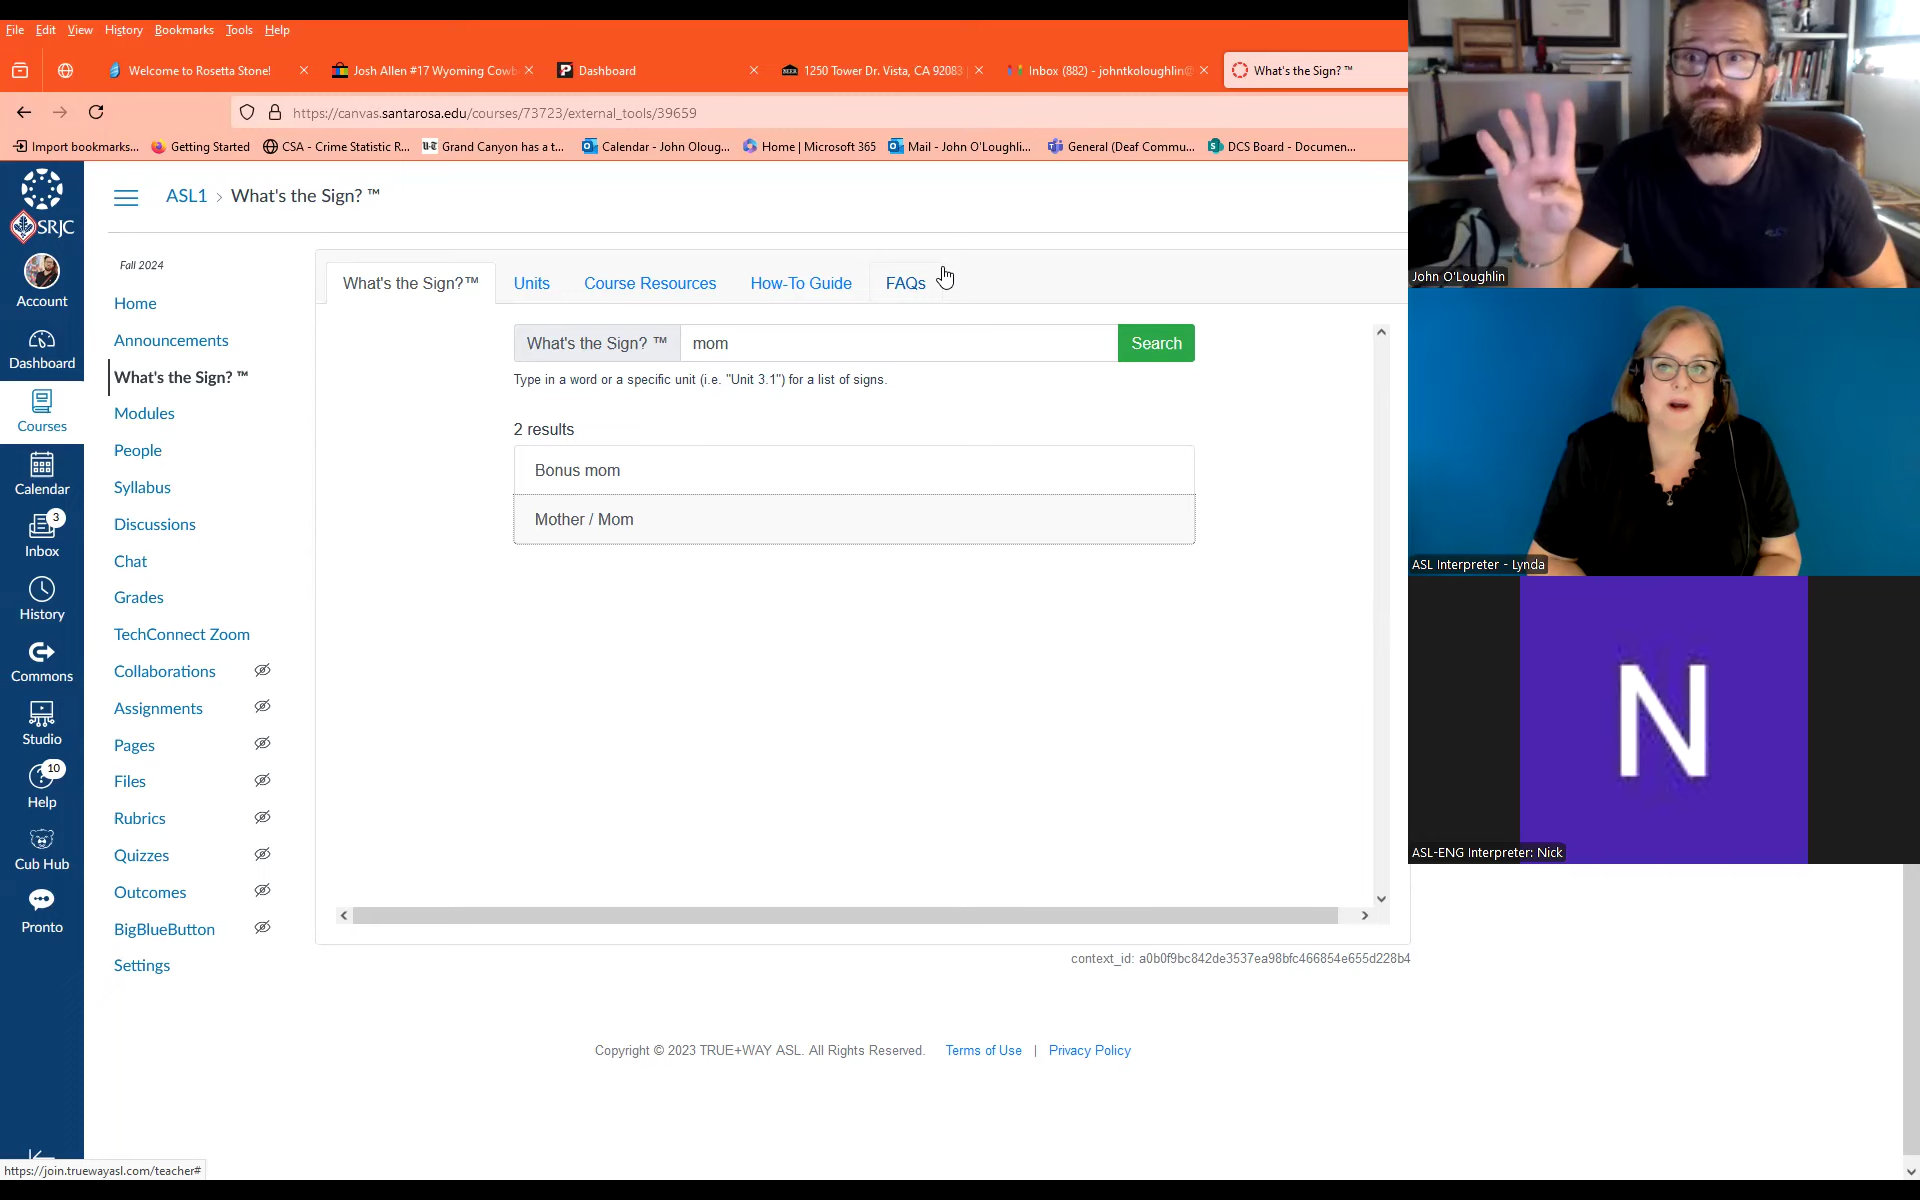 File Edit View History Bookmarks Tools Help
Welcome to Rosetta Stone!
Josh Allen #17 Wyoming Cowb
Dashboard
1250 Tower Dr. Vista, CA 92083
Inbox (882) - johntkoloughlin@
What's the Sign? ™
https://canvas.santarosa.edu/courses/73723/external_tools/39659
Import bookmarks...
Getting Started
CSA - Crime Statistic R...
Grand Canyon has a t...
Calendar - John Oloug...
Home | Microsoft 365
Mail - John O'Loughli...
General (Deaf Commu...
DCS Board - Documen...
SRJC
Account
Dashboard
Courses
Calendar
3
Inbox
History
Commons
Studio
10
Help
Cub Hub
Pronto
ASL1 > What's the Sign? ™
Fall 2024
Home
Announcements
What's the Sign? ™
Modules
People
Syllabus
Discussions
Chat
Grades
TechConnect Zoom
Collaborations
Assignments
Pages
Files
Rubrics
Quizzes
Outcomes
BigBlueButton
Settings
What's the Sign?™ Units Course Resources How-To Guide FAQs
What's the Sign? ™ mom Search
Type in a word or a specific unit (i.e. "Unit 3.1") for a list of signs.
2 results
Bonus mom
Mother / Mom
context_id: a0b0f9bc842de3537ea98bfc466854e655d228b4
Copyright © 2023 TRUE+WAY ASL. All Rights Reserved. Terms of Use | Privacy Policy
https://join.truewayasl.com/teacher#
John O'Loughlin
ASL Interpreter - Lynda
N
ASL-ENG Interpreter: Nick